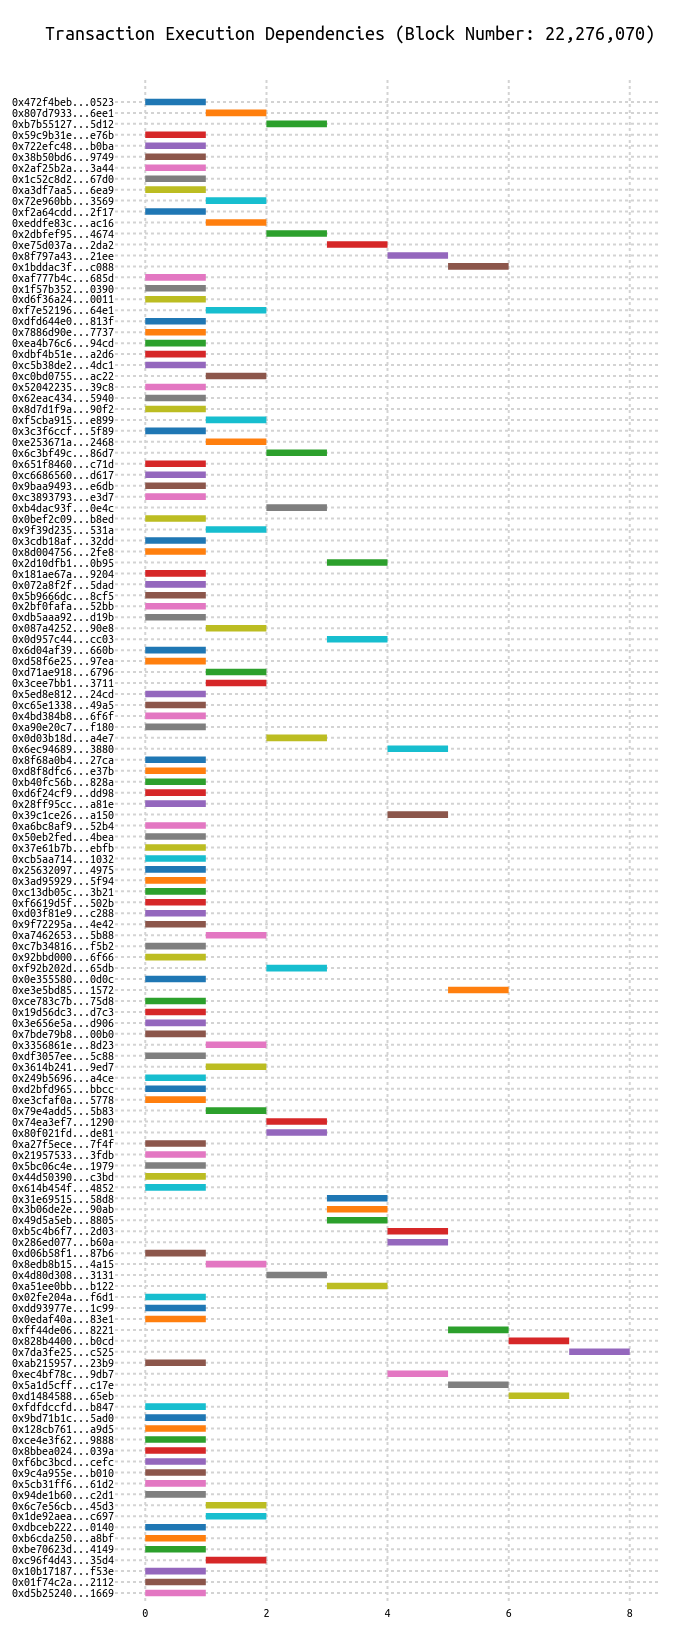 Transaction Execution Dependencies (Block Number: 22,276,070)
0x472f4beb...0523
0x807d7933...6ee1
0xb7b55127...5d12
0x59c9b31e...e76b
0x722efc48...b0ba
0x38b50bd6...9749
0x2af25b2a...3a44
0x1c52c8d2...67d0
0xa3df7aa5...6ea9
0x72e960bb...3569
0xf2a64cdd...2f17
0xeddfe83c...ac16
0x2dbfef95...4674
0xe75d037a...2da2
0x8f797a43...21ee
0x1bddac3f...c088
0xaf777b4c...685d
0x1f57b352...0390
0xd6f36a24...0011
0xf7e52196...64e1
0xdfd644e0...813f
0x7886d90e...7737
0xea4b76c6...94cd
0xdbf4b51e...a2d6
0xc5b38de2...4dc1
0xc0bd0755...ac22
0x52042235...39c8
0x62eac434...5940
0x8d7d1f9a...90f2
0xf5cba915...e899
0x3c3f6ccf...5f89
0xe253671a...2468
0x6c3bf49c...86d7
0x651f8460...c71d
0xc6686560...d617
0x9baa9493...e6db
0xc3893793...e3d7
0xb4dac93f...0e4c
0x0bef2c09...b8ed
0x9f39d235...531a
0x3cdb18af...32dd
0x8d004756...2fe8
0x2d10dfb1...0b95
0x181ae67a...9204
0x072a8f2f...5dad
0x5b9666dc...8cf5
0x2bf0fafa...52bb
0xdb5aaa92...d19b
0x087a4252...90e8
0x0d957c44...cc03
0x6d04af39...660b
0xd58f6e25...97ea
0xd71ae918...6796
0x3cee7bb1...3711
0x5ed8e812...24cd
0xc65e1338...49a5
0x4bd384b8...6f6f
0xa90e20c7...f180
0x0d03b18d...a4e7
0x6ec94689...3880
0x8f68a0b4...27ca
0xd8f8dfc6...e37b
0xb40fc56b...828a
0xd6f24cf9...dd98
0x28ff95cc...a81e
0x39c1ce26...a150
0xa6bc8af9...52b4
0x50eb2fed...4bea
0x37e61b7b...ebfb
0xcb5aa714...1032
0x25632097...4975
0x3ad95929...5f94
0xc13db05c...3b21
0xf6619d5f...502b
0xd03f81e9...c288
0x9f72295a...4e42
0xa7462653...5b88
0xc7b34816...f5b2
0x92bbd000...6f66
0xf92b202d...65db
0x0e355580...0d0c
0xe3e5bd85...1572
0xce783c7b...75d8
0x19d56dc3...d7c3
0x3e656e5a...d906
0x7bde79b8...00b0
0x3356861e...8d23
0xdf3057ee...5c88
0x3614b241...9ed7
0x249b5696...a4ce
0xd2bfd965...bbcc
0xe3cfaf0a...5778
0x79e4add5...5b83
0x74ea3ef7...1290
0x80f021fd...de81
0xa27f5ece...7f4f
0x21957533...3fdb
0x5bc06c4e...1979
0x44d50390...c3bd
0x614b454f...4852
0x31e69515...58d8
0x3b06de2e...90ab
0x49d5a5eb...8805
0xb5c4b6f7...2d03
0x286ed077...b60a
0xd06b58f1...87b6
0x8edb8b15...4a15
0x4d80d308...3131
0xa51ee0bb...b122
0x02fe204a...f6d1
0xdd93977e...1c99
0x0edaf40a...83e1
0xff44de06...8221
0x828b4400...b0cd
0x7da3fe25...c525
0xab215957...23b9
0xec4bf78c...9db7
0x5a1d5cff...c17e
0xd1484588...65eb
0xfdfdccfd...b847
0x9bd71b1c...5ad0
0x128cb761...a9d5
0xce4e3f62...9888
0x8bbea024...039a
0xf6bc3bcd...cefc
0x9c4a955e...b010
0x5cb31ff6...61d2
0x94de1b60...c2d1
0x6c7e56cb...45d3
0x1de92aea...c697
0xdbceb222...0140
0xb6cda250...a8bf
0xbe70623d...4149
0xc96f4d43...35d4
0x10b17187...f53e
0x01f74c2a...2112
0xd5b25240...1669
0 2 4 6 8